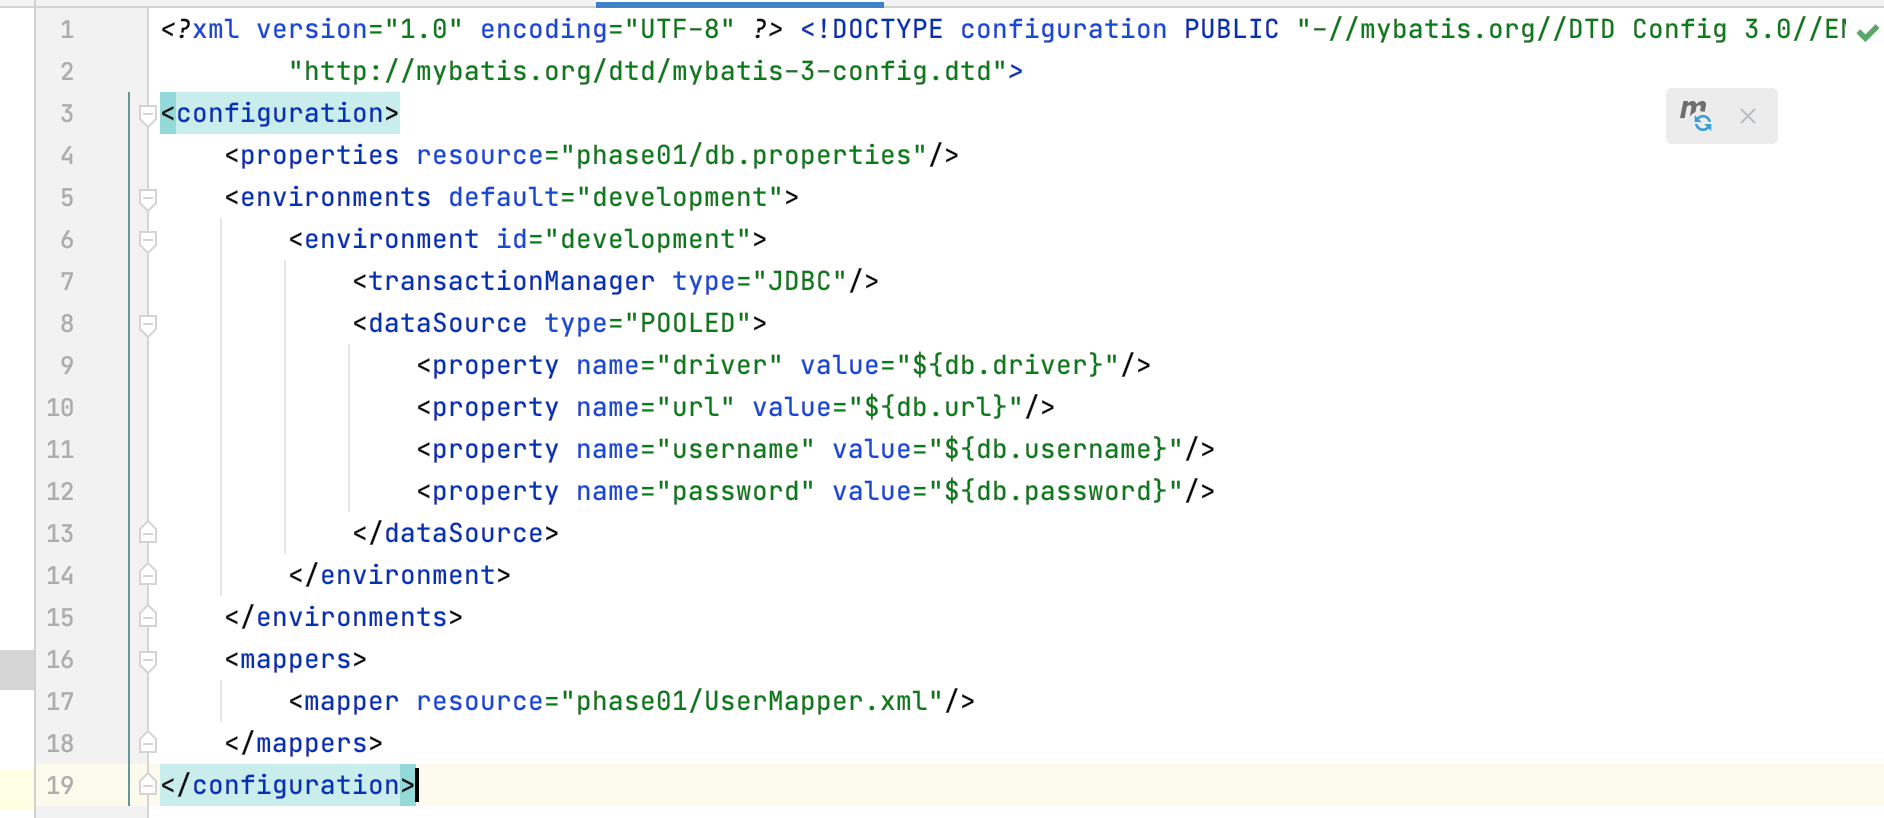 1 <?xml version="1.0" encoding="UTF-8" ?> <!DOCTYPE configuration PUBLIC "-//mybatis.org//DTD Config 3.0//EN
2 "http://mybatis.org/dtd/mybatis-3-config.dtd">
3 <configuration>
4 <properties resource="phase01/db.properties"/>
5 <environments default="development">
6 <environment id="development">
7 <transactionManager type="JDBC"/>
8 <dataSource type="POOLED">
9 <property name="driver" value="${db.driver}"/>
10 <property name="url" value="${db.url}"/>
11 <property name="username" value="${db.username}"/>
12 <property name="password" value="${db.password}"/>
13 </dataSource>
14 </environment>
15 </environments>
16 <mappers>
17 <mapper resource="phase01/UserMapper.xml"/>
18 </mappers>
19 </configuration>
m